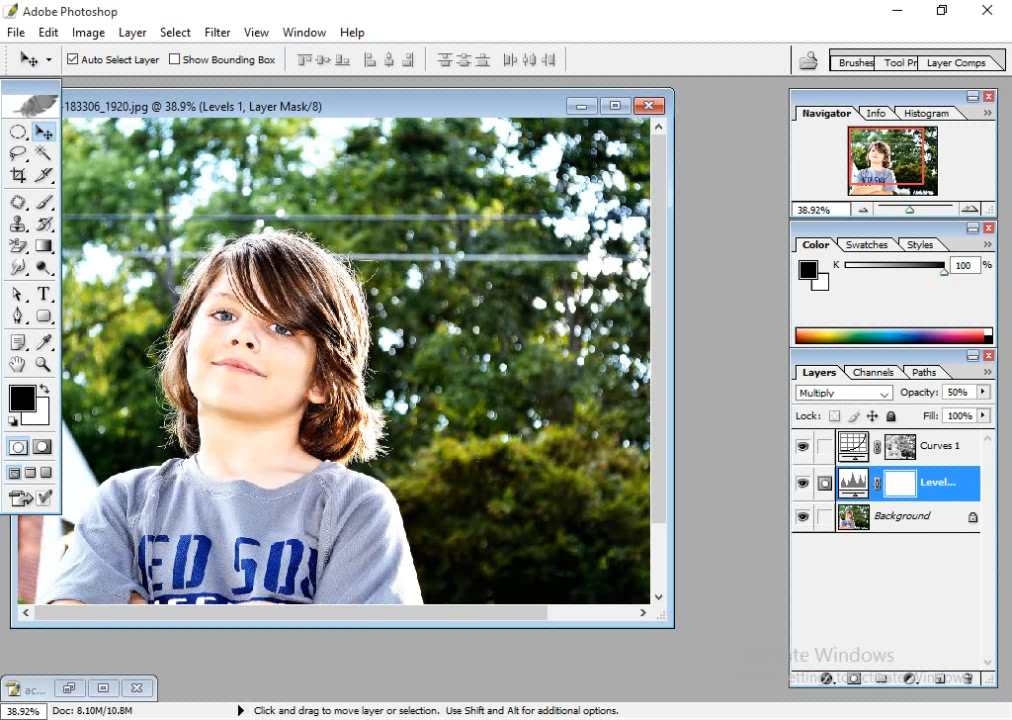 Adobe Photoshop
File Edit Image Layer Select Filter View Window Help
Auto Select Layer Show Bounding Box
Brushes Tool Pr Layer Comps
-183306_1920.jpg @ 38.9% (Levels 1, Layer Mask/8)
Navigator Info Histogram
38.92%
Color Swatches Styles
K 100 %
Layers Channels Paths
Multiply Opacity: 50%
Lock: Fill: 100%
Curves 1
Level...
Background
ED SOX
ate Windows
ac...
38.92% Doc: 8.10M/10.8M Click and drag to move layer or selection. Use Shift and Alt for additional options.